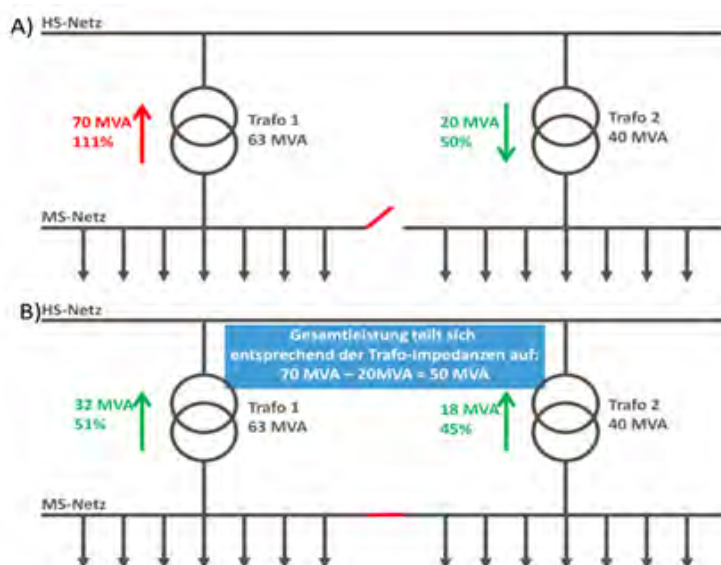 A)
HS-Netz
70 MVA
111%
Trafo 1
63 MVA
20 MVA
50%
Trafo 2
40 MVA
MS-Netz
B)
HS-Netz
Gesamtleistung teilt sich
entsprechend der Trafo-Impedanzen auf:
70 MVA – 20MVA = 50 MVA
32 MVA
51%
Trafo 1
63 MVA
18 MVA
45%
Trafo 2
40 MVA
MS-Netz